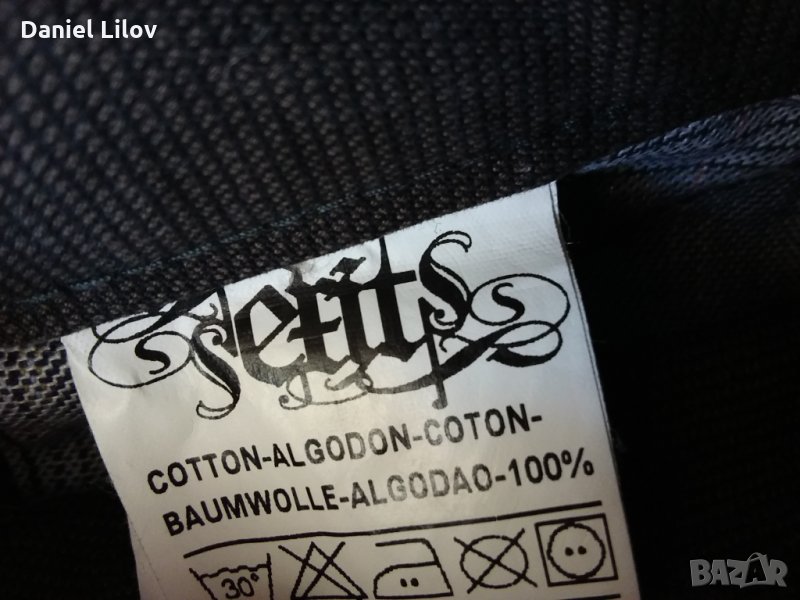 Daniel Lilov
COTTON-ALGODON-COTON-
BAUMWOLLE-ALGODAO-100%
30°
BAZAR